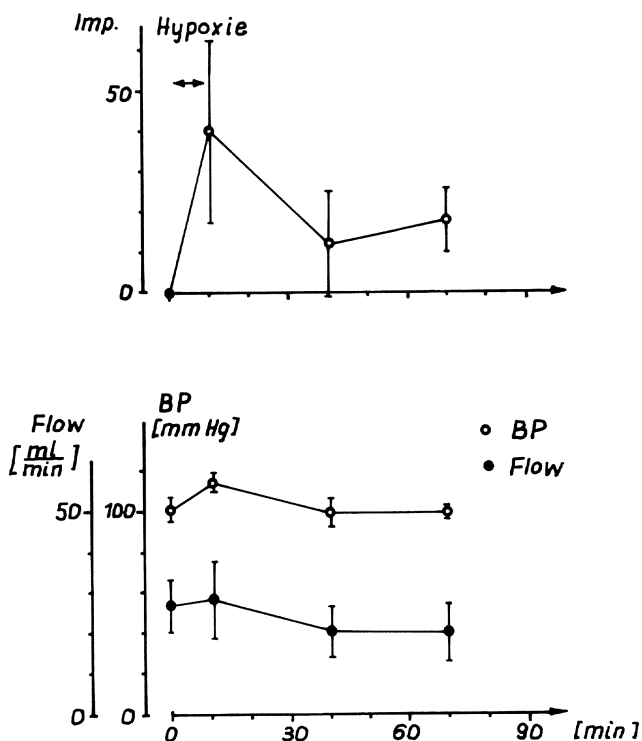 Imp. Hypoxie
50
0
BP
Flow [mm Hg]
[ml/min]
BP
Flow
50 100
0 0
0 30 60 90 [min]